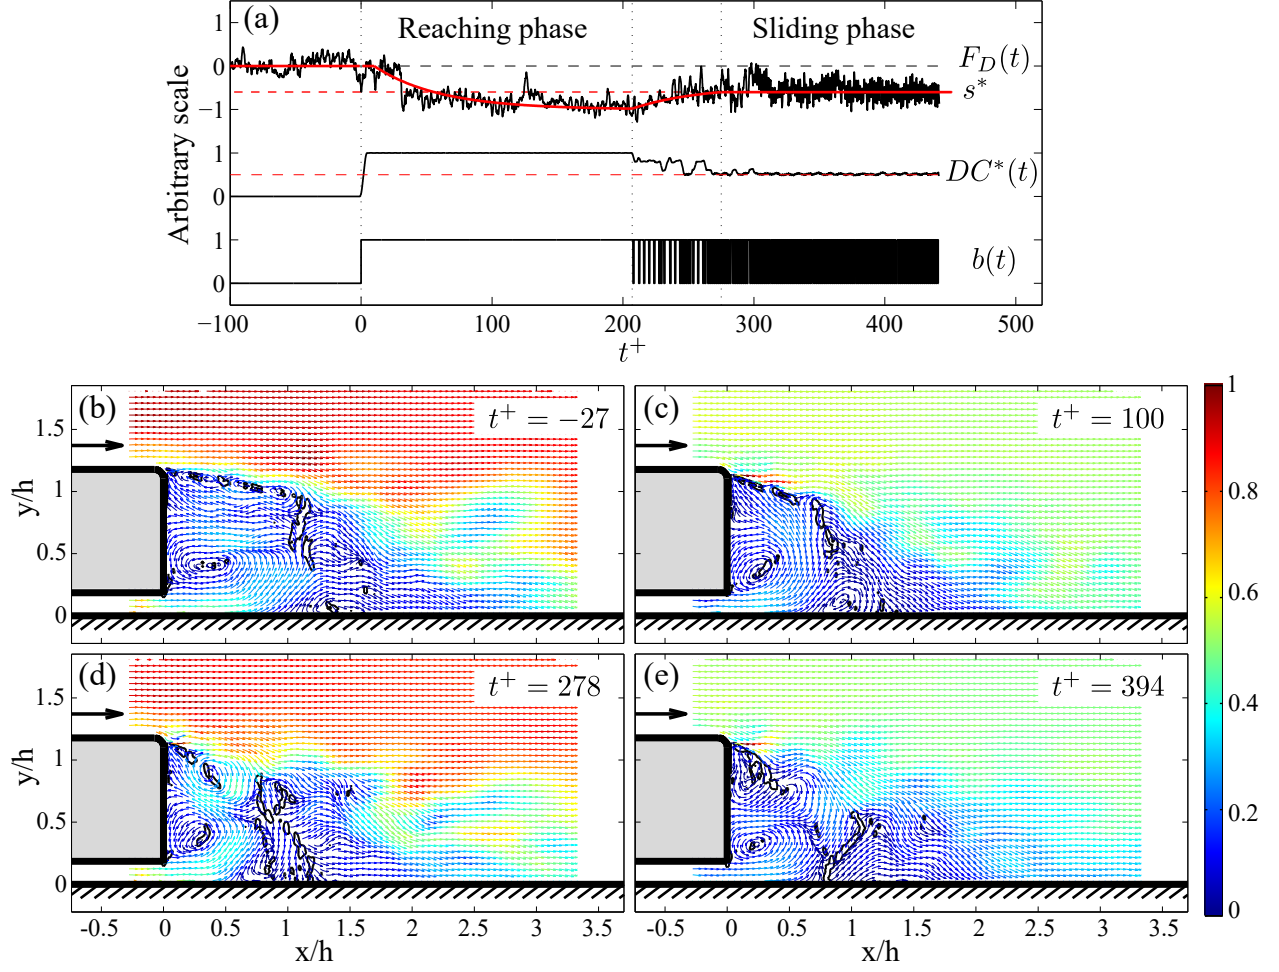 (a) Reaching phase Sliding phase
Arbitrary scale
1
0
−1
1
0
1
0
F_D(t)
s*
DC*(t)
b(t)
−100 0 100 200 300 400 500
t⁺
(b) t⁺ = −27
(c) t⁺ = 100
y/h
1.5
1
0.5
0
(d) t⁺ = 278
(e) t⁺ = 394
y/h
1.5
1
0.5
0
-0.5 0 0.5 1 1.5 2 2.5 3 3.5
x/h
-0.5 0 0.5 1 1.5 2 2.5 3 3.5
x/h
1
0.8
0.6
0.4
0.2
0